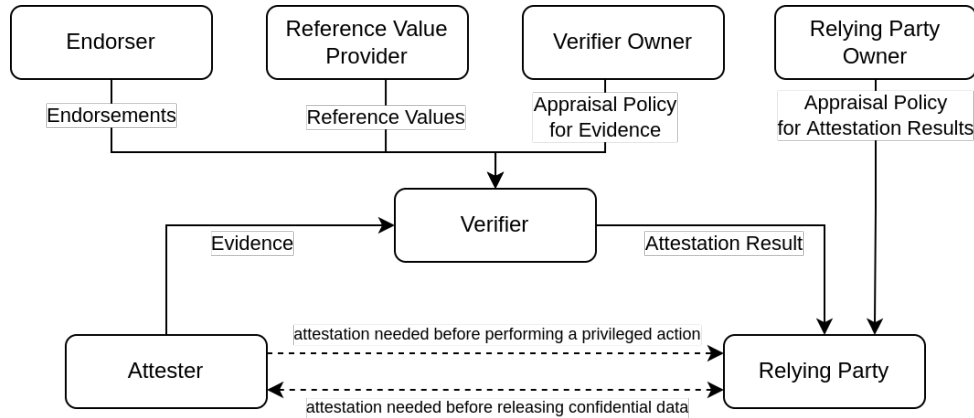 Endorser
Reference Value
Provider
Verifier Owner
Relying Party
Owner
Endorsements
Reference Values
Appraisal Policy
for Evidence
Appraisal Policy
for Attestation Results
Verifier
Evidence
Attestation Result
attestation needed before performing a privileged action
Attester
Relying Party
attestation needed before releasing confidential data